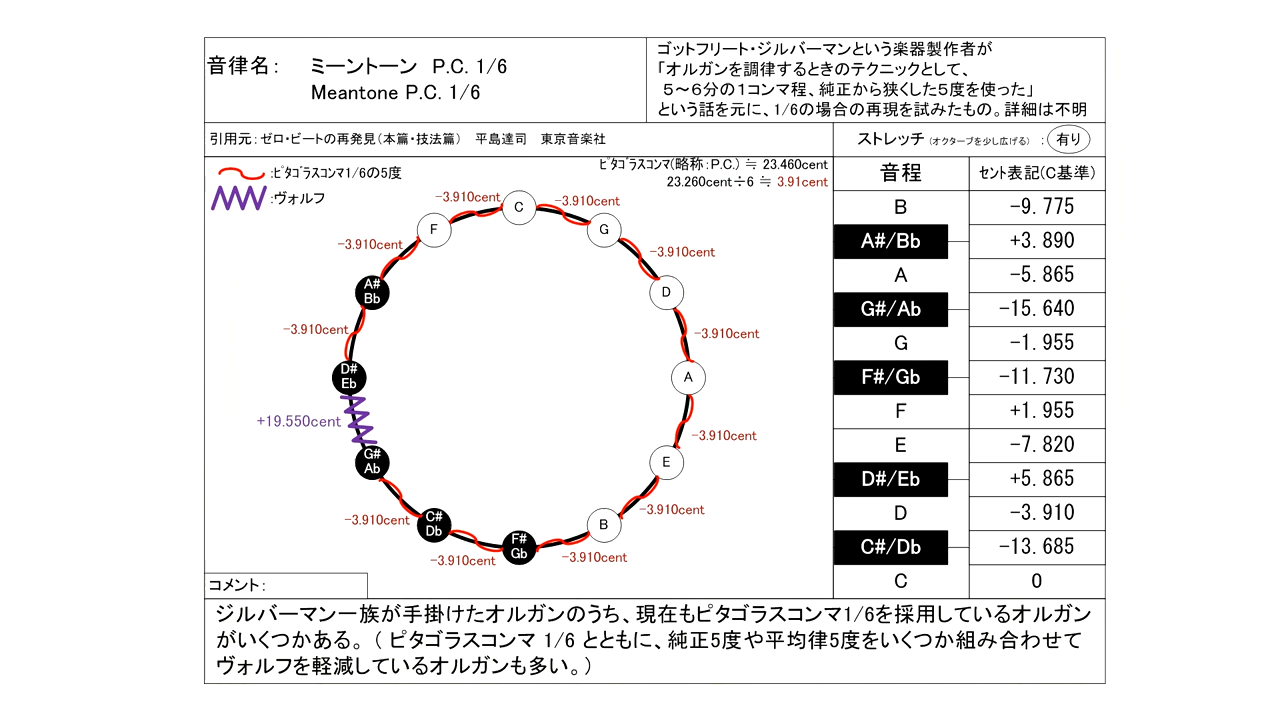 音律名： ミーントーン P.C. 1/6
Meantone P.C. 1/6
ゴットフリート・ジルバーマンという楽器製作者が
「オルガンを調律するときのテクニックとして、
５～６分の１コンマ程、純正から狭くした５度を使った」
という話を元に、1/6の場合の再現を試みたもの。詳細は不明
引用元：ゼロ・ビートの再発見（本篇・技法篇） 平島達司 東京音楽社
ストレッチ （オクターブを少し広げる） ： 有り
:ﾋﾟﾀｺﾞﾗｽｺﾝﾏ1/6の5度
:ヴォルフ
ﾋﾟﾀｺﾞﾗｽｺﾝﾏ(略称：P.C.) ≒ 23.460cent
23.260cent÷6 ≒ 3.91cent
-3.910cent
-3.910cent
C
F
G
-3.910cent
-3.910cent
A#
Bb
D
-3.910cent
-3.910cent
D#
Eb
A
+19.550cent
-3.910cent
G#
Ab
E
-3.910cent
-3.910cent
C#
Db
B
F#
Gb
-3.910cent
-3.910cent
音程 セント表記(C基準)
B -9.775
A#/Bb +3.890
A -5.865
G#/Ab -15.640
G -1.955
F#/Gb -11.730
F +1.955
E -7.820
D#/Eb +5.865
D -3.910
C#/Db -13.685
C 0
コメント：
ジルバーマン一族が手掛けたオルガンのうち、現在もピタゴラスコンマ1/6を採用しているオルガン
がいくつかある。（ ピタゴラスコンマ 1/6 とともに、純正5度や平均律5度をいくつか組み合わせて
ヴォルフを軽減しているオルガンも多い。）